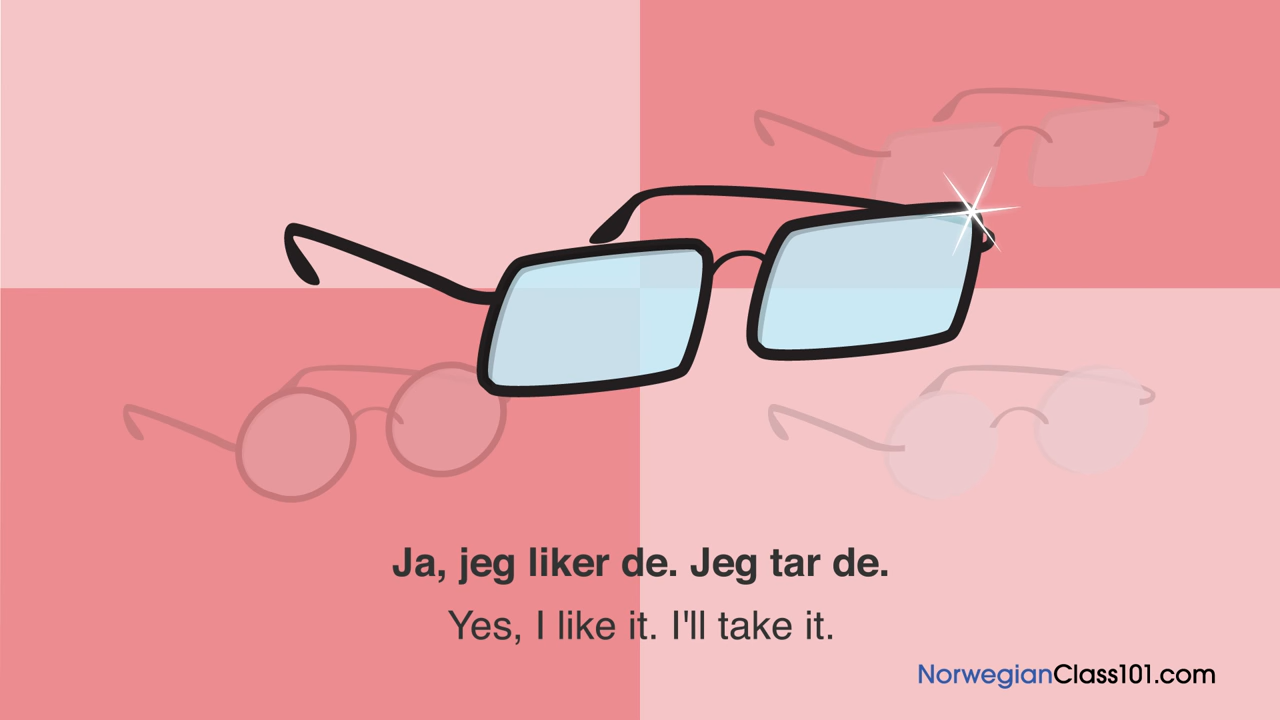 Ja, jeg liker de. Jeg tar de.
Yes, I like it. I'll take it.
NorwegianClass101.com